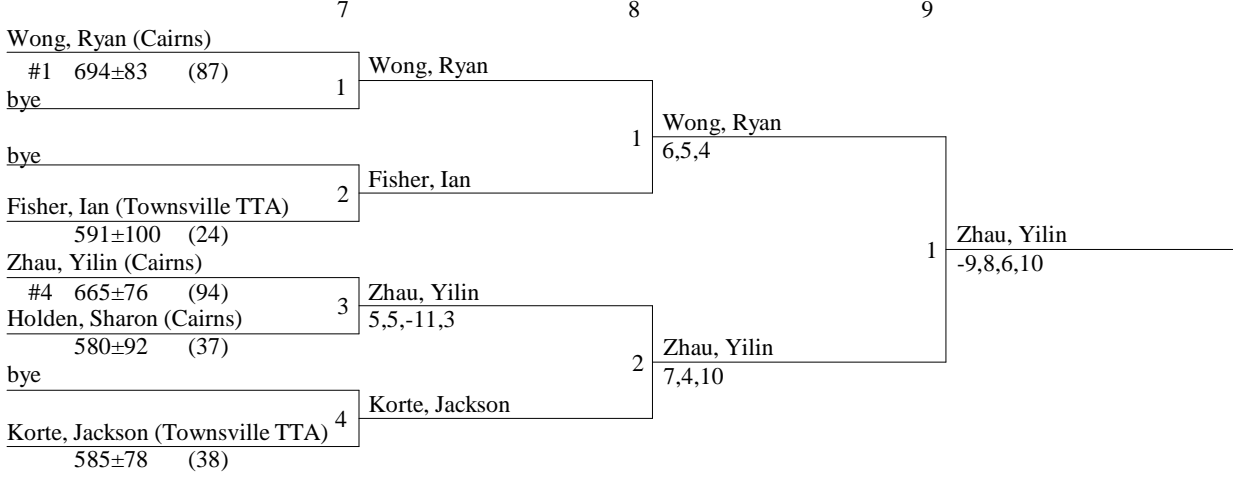 7 8 9
Wong, Ryan (Cairns)
#1 694±83 (87)
bye
1
Wong, Ryan
bye
Fisher, Ian (Townsville TTA)
591±100 (24)
2
Fisher, Ian
1
Wong, Ryan
6,5,4
Zhau, Yilin (Cairns)
#4 665±76 (94)
Holden, Sharon (Cairns)
580±92 (37)
3
Zhau, Yilin
5,5,-11,3
bye
Korte, Jackson (Townsville TTA)
585±78 (38)
4
Korte, Jackson
2
Zhau, Yilin
7,4,10
1
Zhau, Yilin
-9,8,6,10